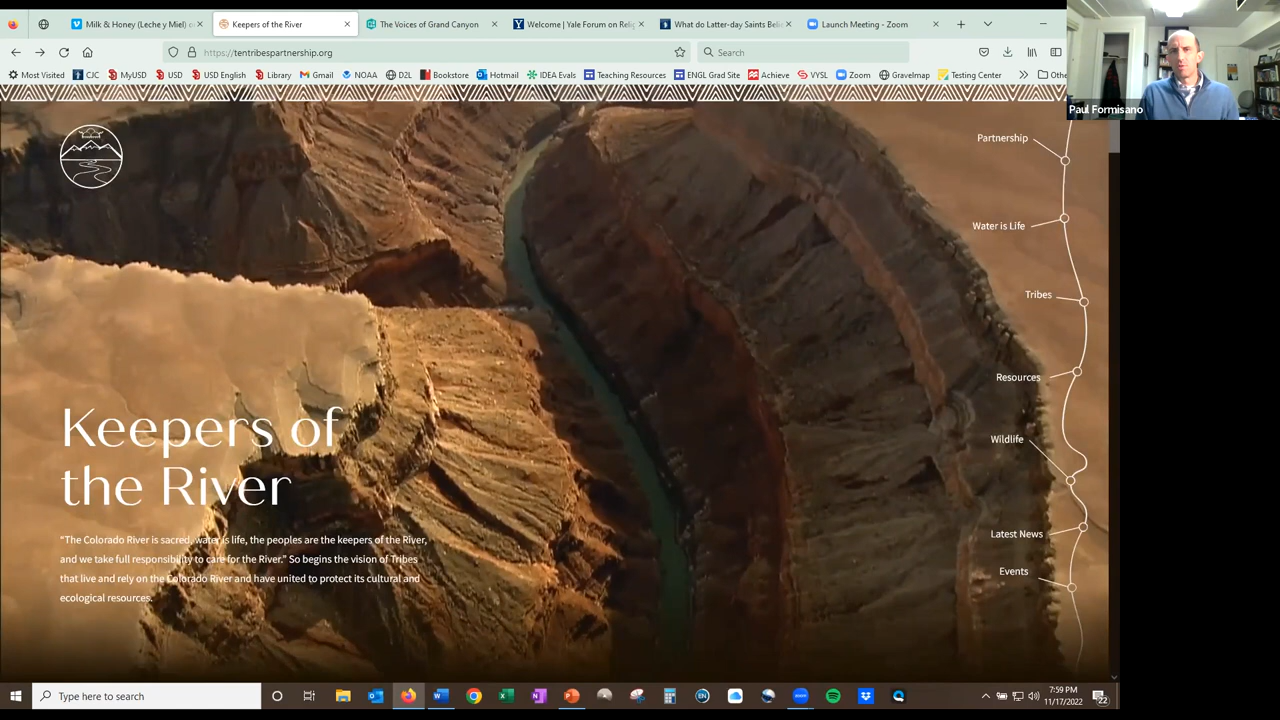 Milk & Honey (Leche y Miel) o
Keepers of the River
The Voices of Grand Canyon
Welcome | Yale Forum on Relig
What do Latter-day Saints Beli
Launch Meeting - Zoom
https://tentribespartnership.org
Search
Most Visited
CJC
MyUSD
USD
USD English
Library
Gmail
NOAA
D2L
Bookstore
Hotmail
IDEA Evals
Teaching Resources
ENGL Grad Site
Achieve
VVSL
Zoom
Gravelmap
Testing Center
Othe
Paul Formisano
Partnership
Water is Life
Tribes
Resources
Wildlife
Latest News
Events
Keepers of
the River
“The Colorado River is sacred, water is life, the peoples are the keepers of the River,
and we take full responsibility to care for the River.” So begins the vision of Tribes
that live and rely on the Colorado River and have united to protect its cultural and
ecological resources.
Type here to search
7:59 PM
11/17/2022
22